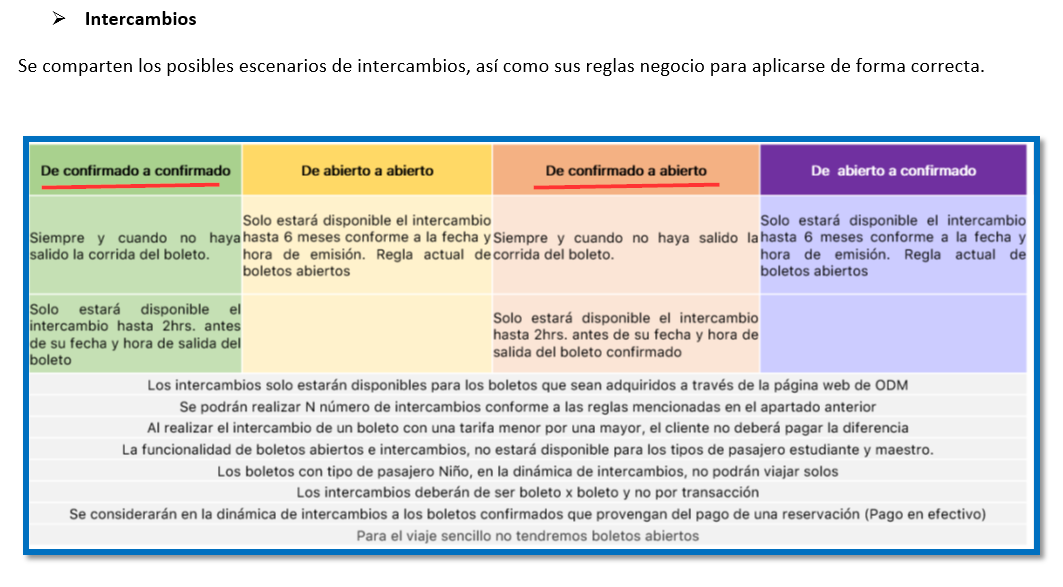 Intercambios
Se comparten los posibles escenarios de intercambios, así como sus reglas negocio para aplicarse de forma correcta.
De confirmado a confirmado
De abierto a abierto
De confirmado a abierto
De abierto a confirmado
Siempre y cuando no haya
salido la corrida del boleto.
Solo estará disponible el intercambio
hasta 6 meses conforme a la fecha y
hora de emisión. Regla actual de
boletos abiertos
Siempre y cuando no haya salido la
corrida del boleto.
Solo estará disponible el intercambio
hasta 6 meses conforme a la fecha y
hora de emisión. Regla actual de
boletos abiertos
Solo estará disponible el
intercambio hasta 2hrs. antes
de su fecha y hora de salida del
boleto
Solo estará disponible el intercambio
hasta 2hrs. antes de su fecha y hora de
salida del boleto confirmado
Los intercambios solo estarán disponibles para los boletos que sean adquiridos a través de la página web de ODM
Se podrán realizar N número de intercambios conforme a las reglas mencionadas en el apartado anterior
Al realizar el intercambio de un boleto con una tarifa menor por una mayor, el cliente no deberá pagar la diferencia
La funcionalidad de boletos abiertos e intercambios, no estará disponible para los tipos de pasajero estudiante y maestro.
Los boletos con tipo de pasajero Niño, en la dinámica de intercambios, no podrán viajar solos
Los intercambios deberán de ser boleto x boleto y no por transacción
Se considerarán en la dinámica de intercambios a los boletos confirmados que provengan del pago de una reservación (Pago en efectivo)
Para el viaje sencillo no tendremos boletos abiertos